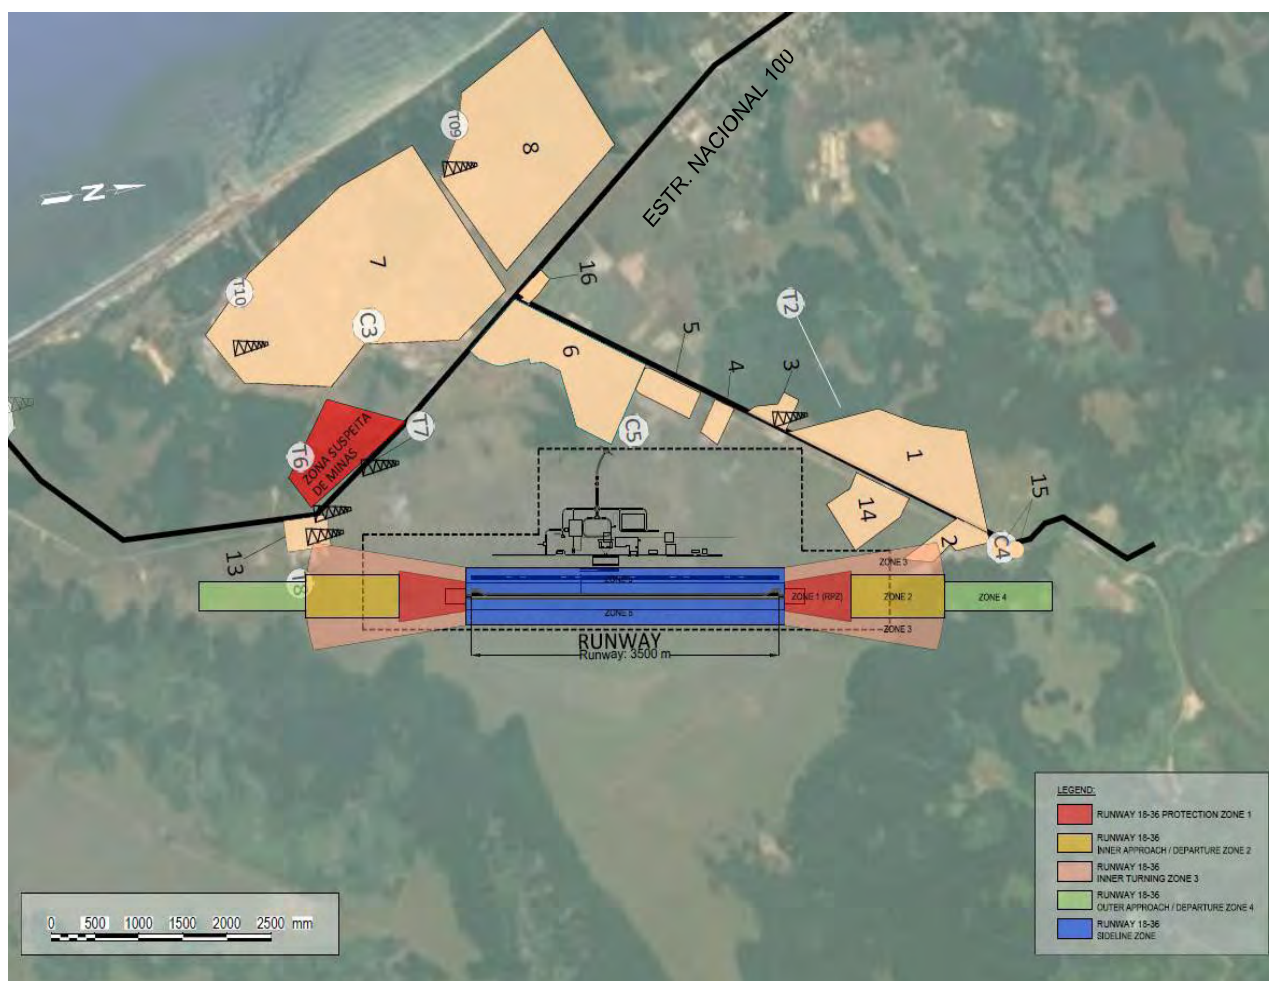 ESTR. NACIONAL 100
T09
8
N
7
16
T10
C3
T2
5
6
4
3
C5
T7
1
ZONA SUSPEITA
DE MINAS
T6
14
15
2
C4
13
T8
ZONE 3
ZONE 1 (RPZ)
ZONE 2
ZONE 4
ZONE 3
RUNWAY
Runway: 3500 m
LEGEND:
RUNWAY 18-36 PROTECTION ZONE 1
RUNWAY 18-36
INNER APPROACH / DEPARTURE ZONE 2
RUNWAY 18-36
INNER TURNING ZONE 3
RUNWAY 18-36
OUTER APPROACH / DEPARTURE ZONE 4
RUNWAY 18-36
SIDELINE ZONE
0 500 1000 1500 2000 2500 mm